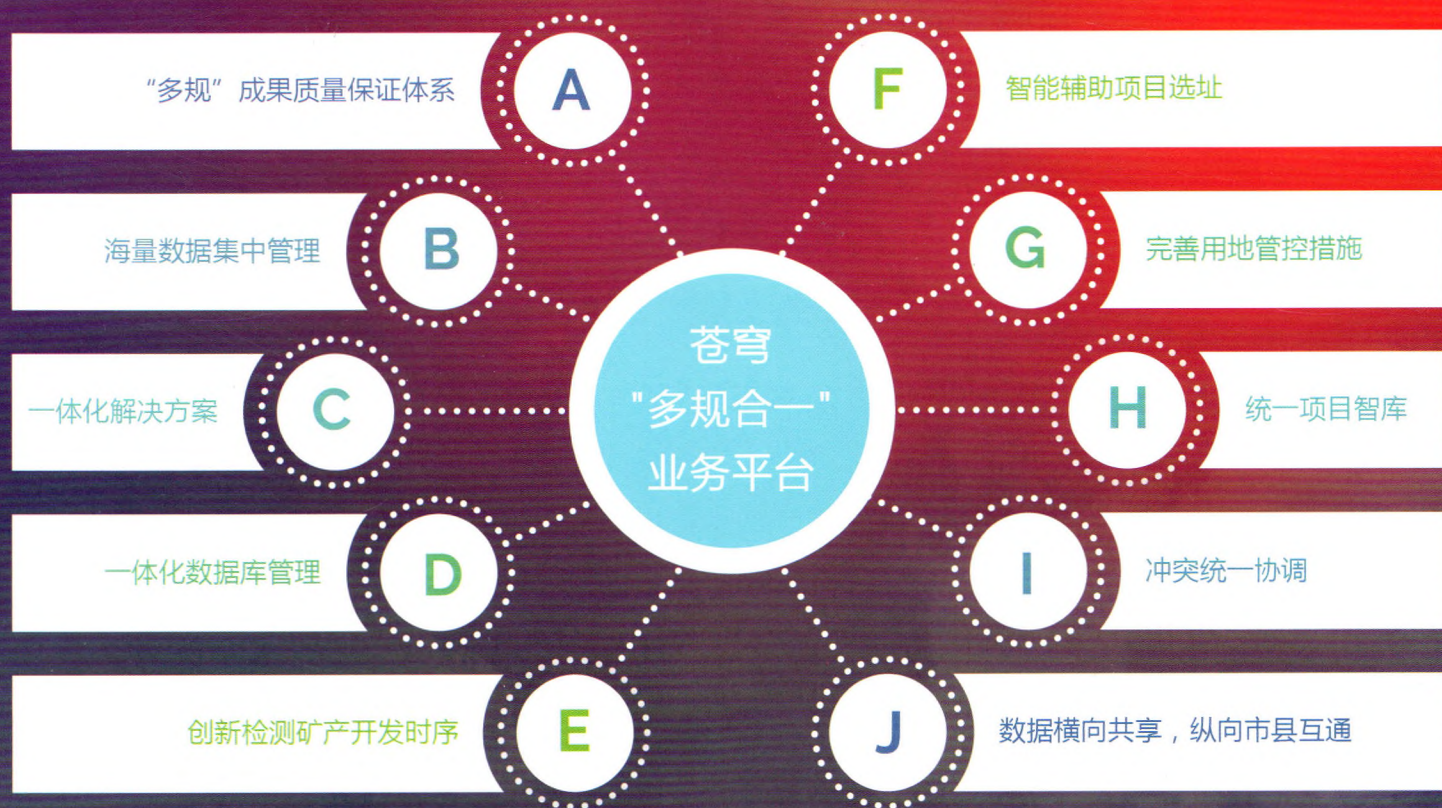 “多规”成果质量保证体系
A
海量数据集中管理
B
一体化解决方案
C
一体化数据库管理
D
创新检测矿产开发时序
E
苍穹
"多规合一"
业务平台
F
智能辅助项目选址
G
完善用地管控措施
H
统一项目智库
I
冲突统一协调
J
数据横向共享，纵向市县互通